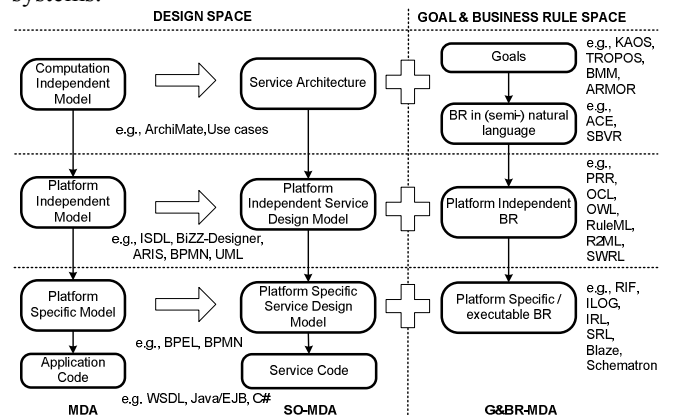 systems.
DESIGN SPACE
GOAL & BUSINESS RULE SPACE
Computation
Independent
Model
Service Architecture
Goals
e.g., KAOS,
TROPOS,
BMM,
ARMOR
e.g., ArchiMate,Use cases
BR in (semi-) natural
language
e.g.,
ACE,
SBVR
Platform
Independent
Model
Platform
Independent Service
Design Model
Platform Independent
BR
e.g.,
PRR,
OCL,
OWL,
RuleML,
R2ML,
SWRL
e.g., ISDL, BiZZ-Designer,
ARIS, BPMN, UML
Platform
Specific Model
Platform Specific
Service Design
Model
Platform Specific /
executable BR
e.g., RIF,
ILOG,
IRL,
SRL,
Blaze,
Schematron
e.g., BPEL, BPMN
Application
Code
Service Code
e.g., WSDL, Java/EJB, C#
MDA
SO-MDA
G&BR-MDA